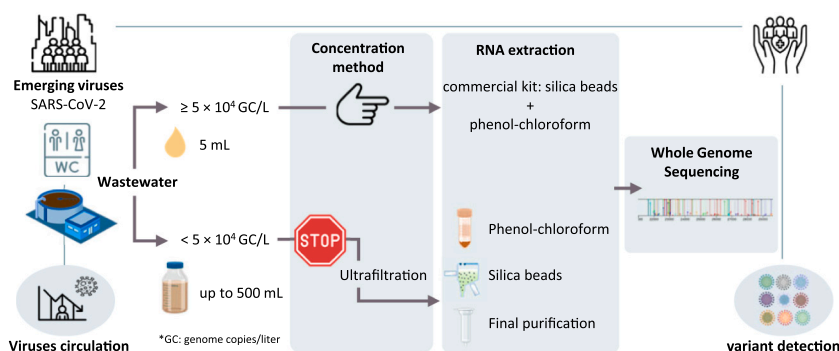 Emerging viruses
SARS-CoV-2
WC
Wastewater
Viruses circulation
≥ 5 × 10⁴ GC/L
5 mL
< 5 × 10⁴ GC/L
up to 500 mL
*GC: genome copies/liter
Concentration
method
STOP
Ultrafiltration
RNA extraction
commercial kit: silica beads
+
phenol-chloroform
Phenol-chloroform
Silica beads
Final purification
Whole Genome
Sequencing
variant detection